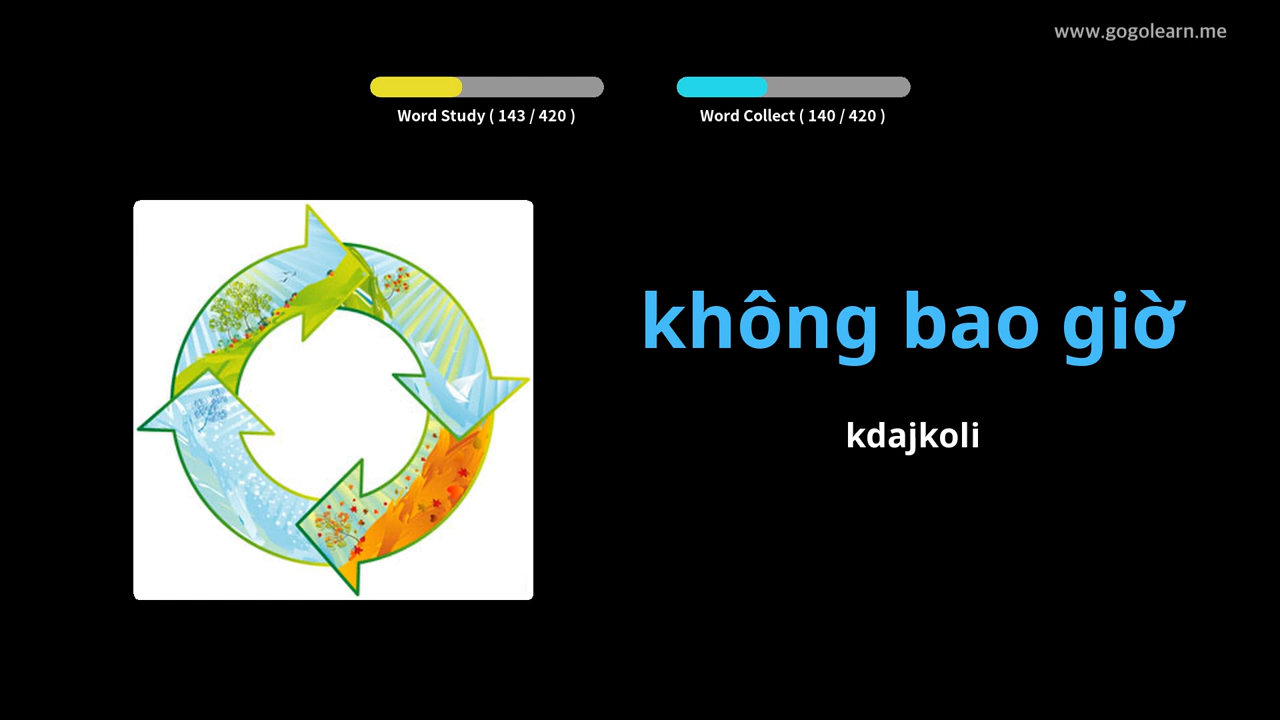 www.gogolearn.me
Word Study ( 143 / 420 )
Word Collect ( 140 / 420 )
không bao giờ
kdajkoli